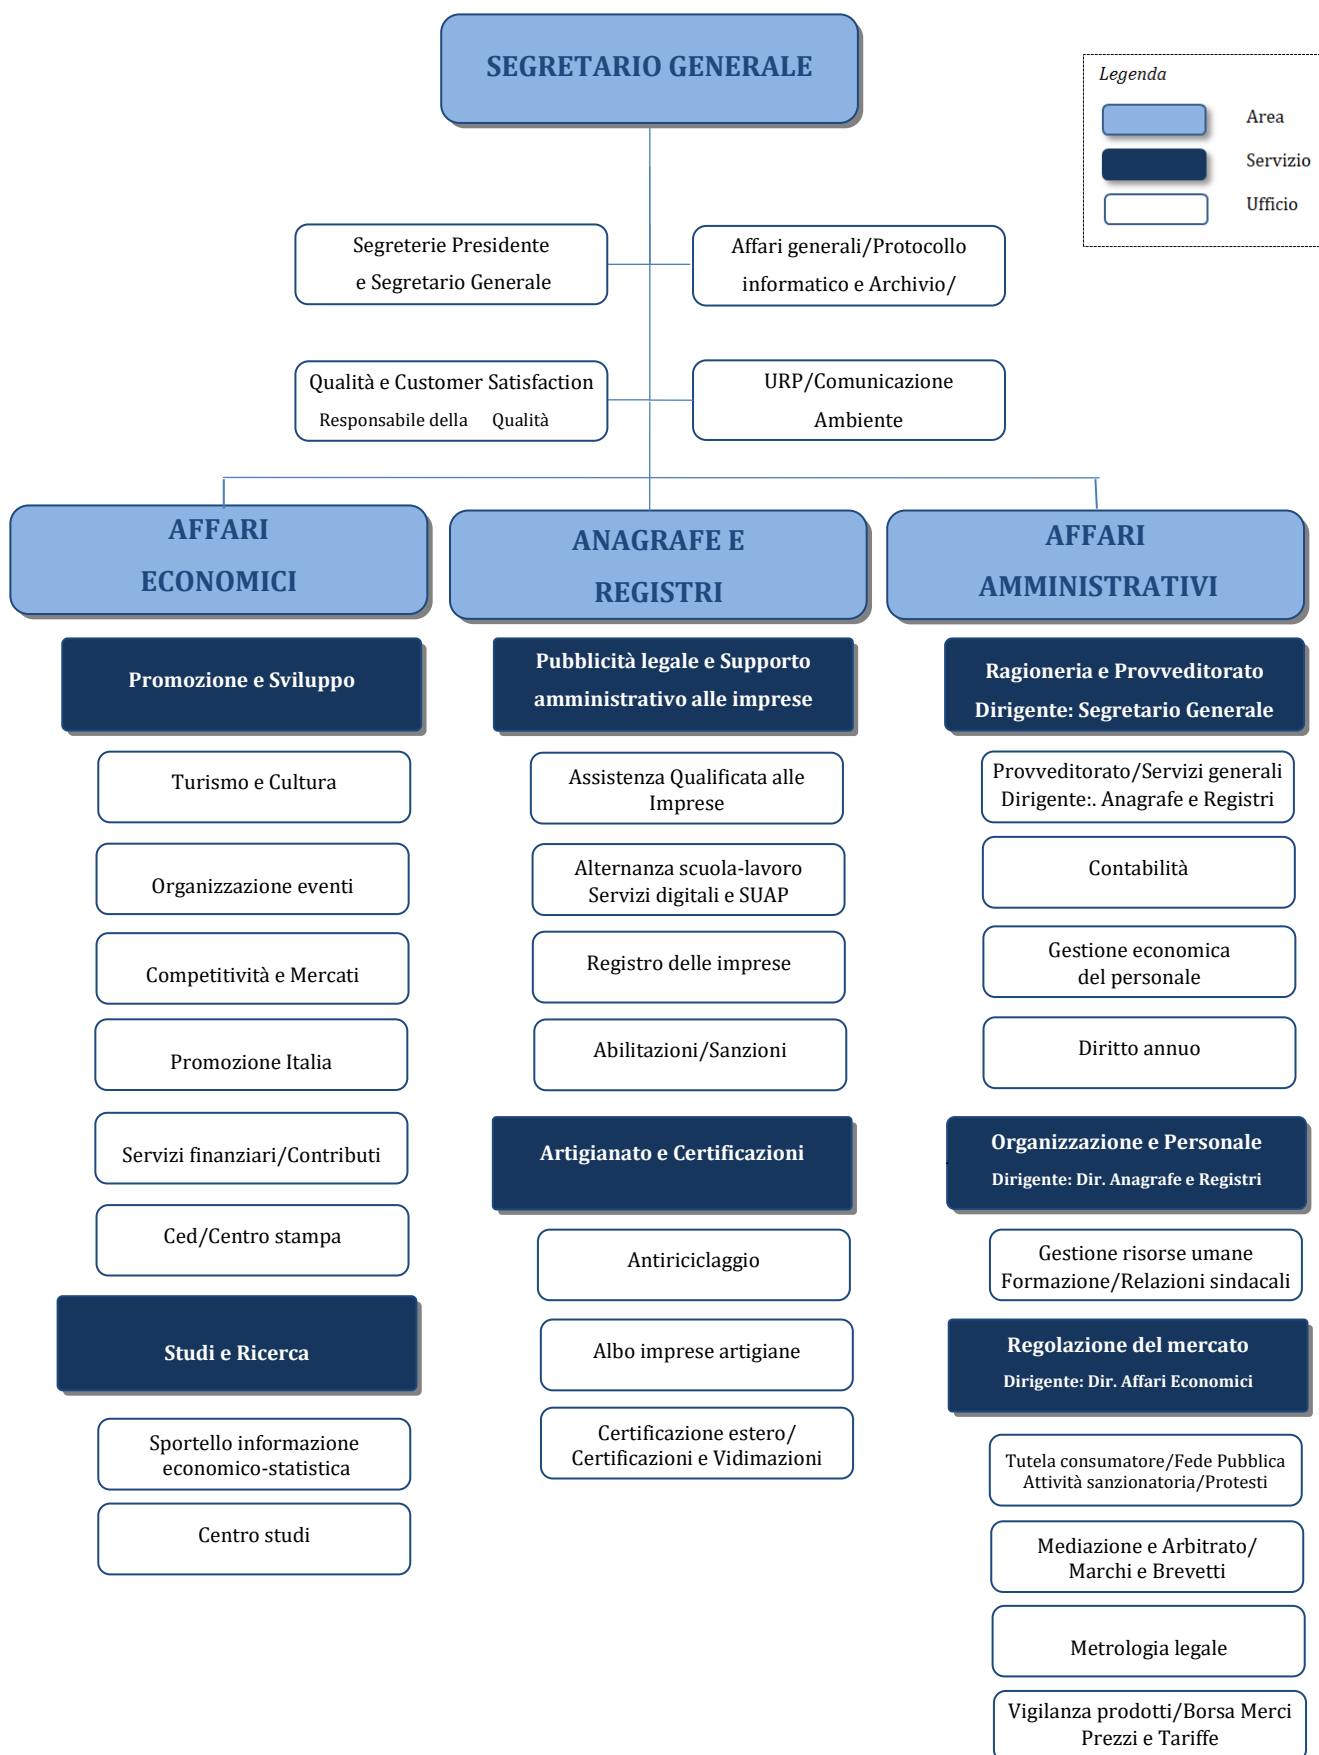 SEGRETARIO GENERALE
Legenda
Area
Servizio
Ufficio
Segreterie Presidente
e Segretario Generale
Affari generali/Protocollo
informatico e Archivio/
Qualità e Customer Satisfaction
Responsabile della Qualità
URP/Comunicazione
Ambiente
AFFARI
ECONOMICI
Promozione e Sviluppo
Turismo e Cultura
Organizzazione eventi
Competitività e Mercati
Promozione Italia
Servizi finanziari/Contributi
Ced/Centro stampa
Studi e Ricerca
Sportello informazione
economico-statistica
Centro studi
ANAGRAFE E
REGISTRI
Pubblicità legale e Supporto
amministrativo alle imprese
Assistenza Qualificata alle
Imprese
Alternanza scuola-lavoro
Servizi digitali e SUAP
Registro delle imprese
Abilitazioni/Sanzioni
Artigianato e Certificazioni
Antiriciclaggio
Albo imprese artigiane
Certificazione estero/
Certificazioni e Vidimazioni
AFFARI
AMMINISTRATIVI
Ragioneria e Provveditorato
Dirigente: Segretario Generale
Provveditorato/Servizi generali
Dirigente:. Anagrafe e Registri
Contabilità
Gestione economica
del personale
Diritto annuo
Organizzazione e Personale
Dirigente: Dir. Anagrafe e Registri
Gestione risorse umane
Formazione/Relazioni sindacali
Regolazione del mercato
Dirigente: Dir. Affari Economici
Tutela consumatore/Fede Pubblica
Attività sanzionatoria/Protesti
Mediazione e Arbitrato/
Marchi e Brevetti
Metrologia legale
Vigilanza prodotti/Borsa Merci
Prezzi e Tariffe